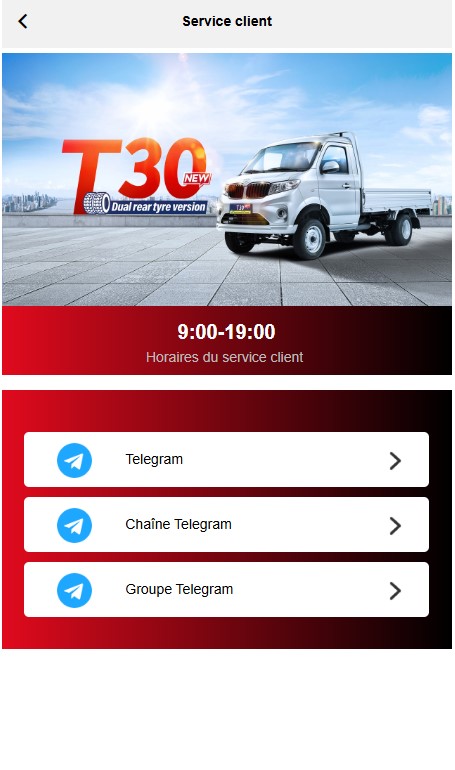 Service client
T30
NEW
Dual rear tyre version
9:00-19:00
Horaires du service client
Telegram
Chaîne Telegram
Groupe Telegram